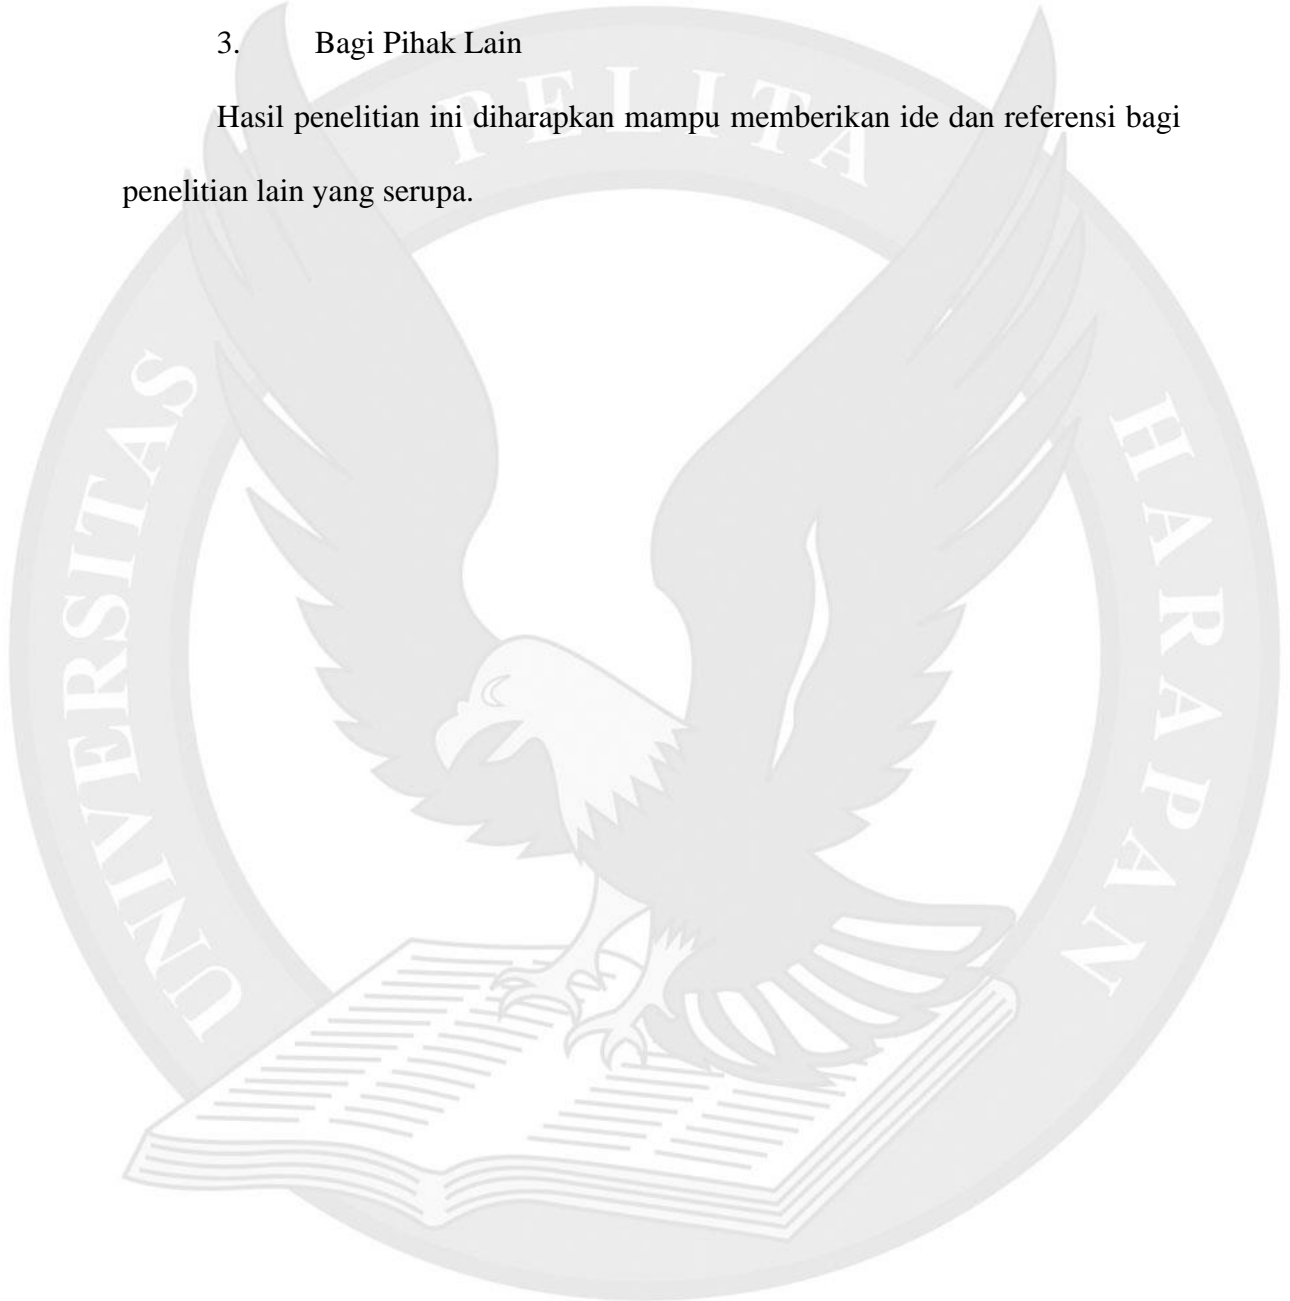 3. Bagi Pihak Lain
Hasil penelitian ini diharapkan mampu memberikan ide dan referensi bagi
penelitian lain yang serupa.
UNIVERSITAS PELITA HARAPAN